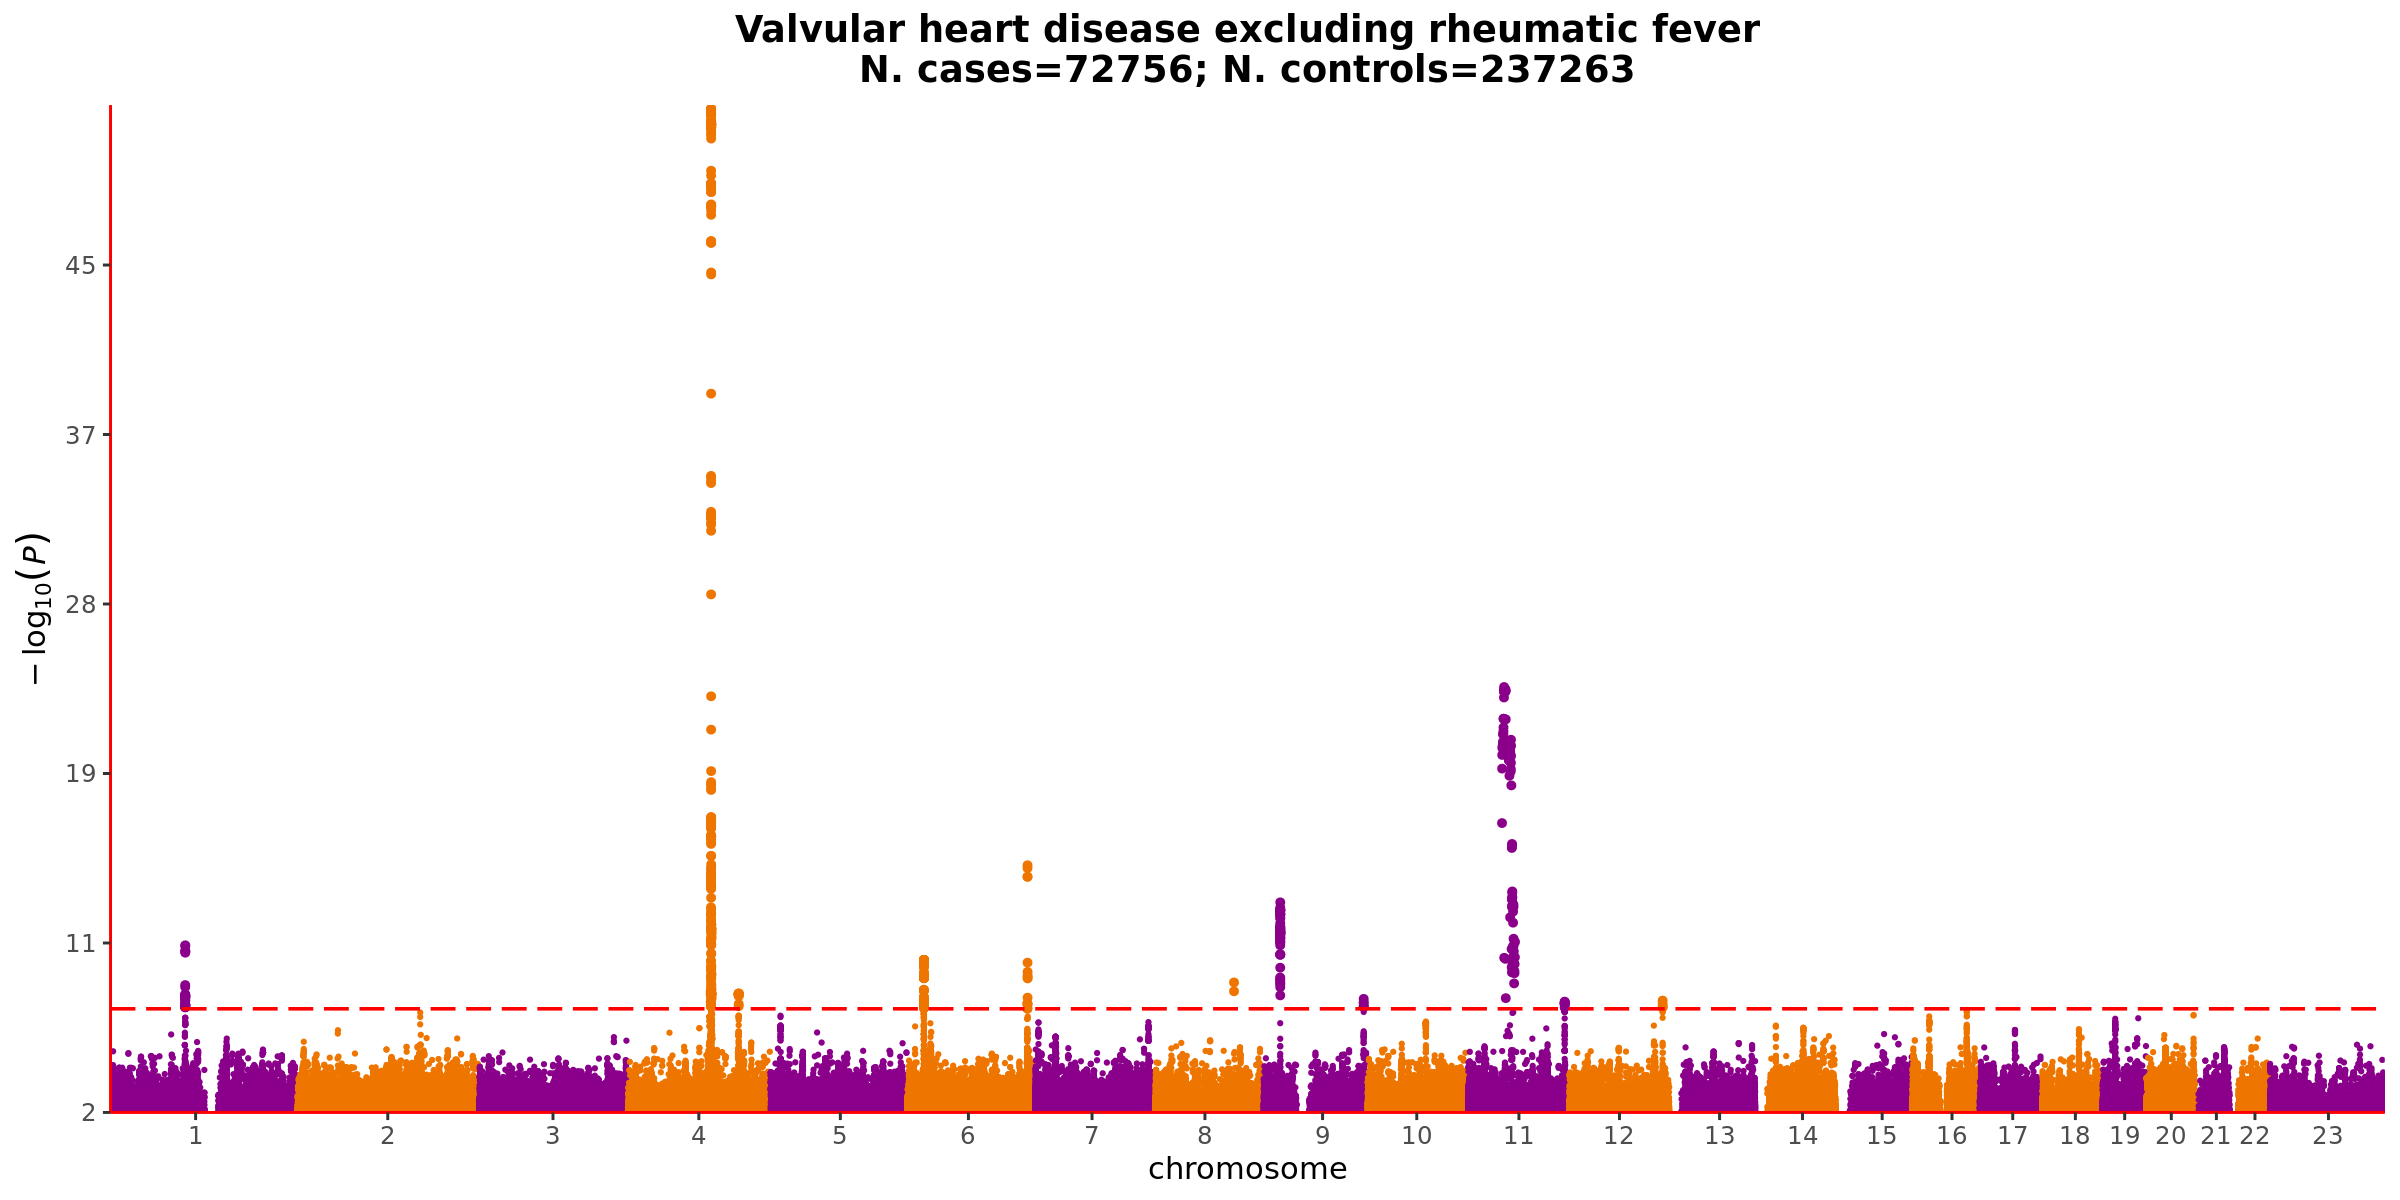 Valvular heart disease excluding rheumatic fever
N. cases=72756; N. controls=237263
−log10(P)
45
37
28
19
11
2
1 2 3 4 5 6 7 8 9 10 11 12 13 14 15 16 17 18 19 20 21 22 23
chromosome